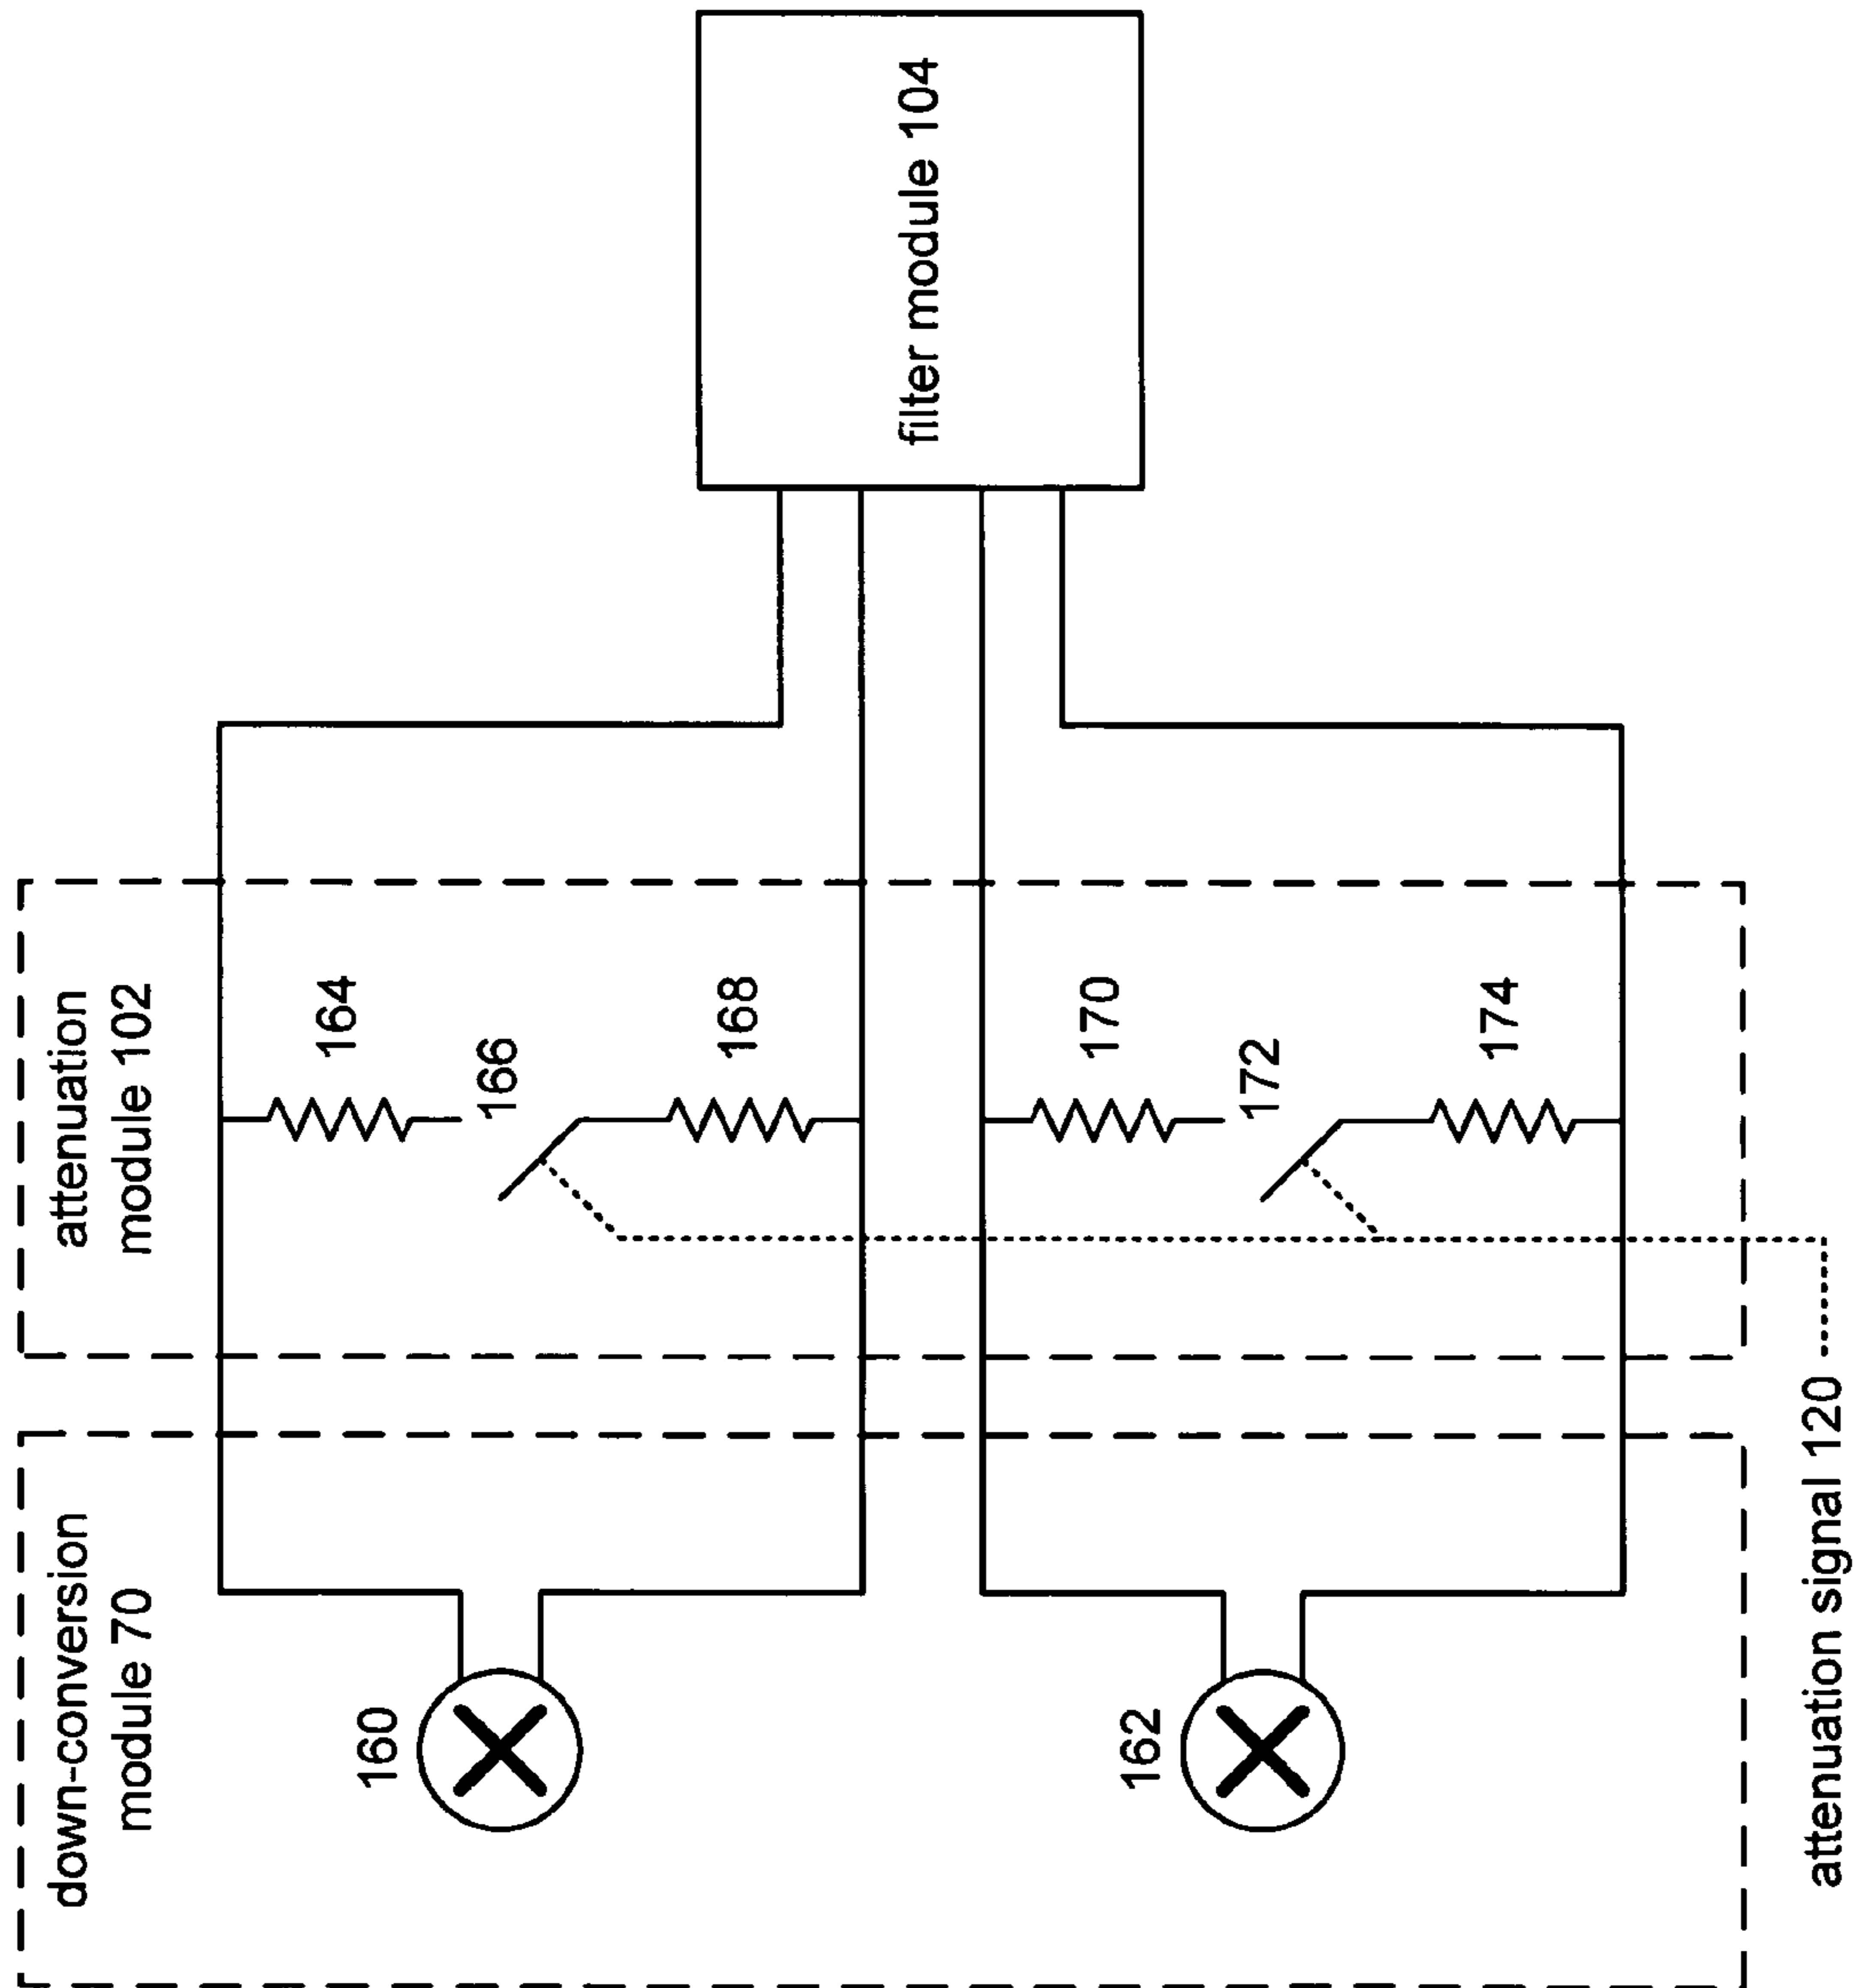 down-conversion
module 70
160
162
attenuation
module 102
164
166
168
170
172
174
filter module 104
attenuation signal 120